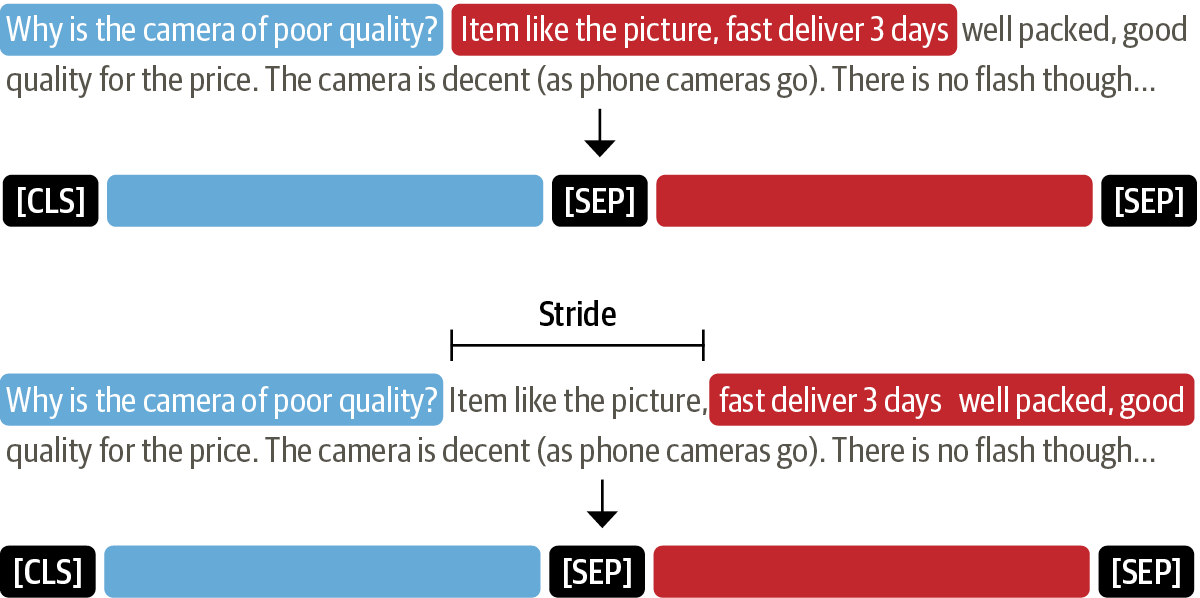 Why is the camera of poor quality? Item like the picture, fast deliver 3 days well packed, good
quality for the price. The camera is decent (as phone cameras go). There is no flash though...
[CLS] [SEP] [SEP]
Stride
Why is the camera of poor quality? Item like the picture, fast deliver 3 days well packed, good
quality for the price. The camera is decent (as phone cameras go). There is no flash though...
[CLS] [SEP] [SEP]